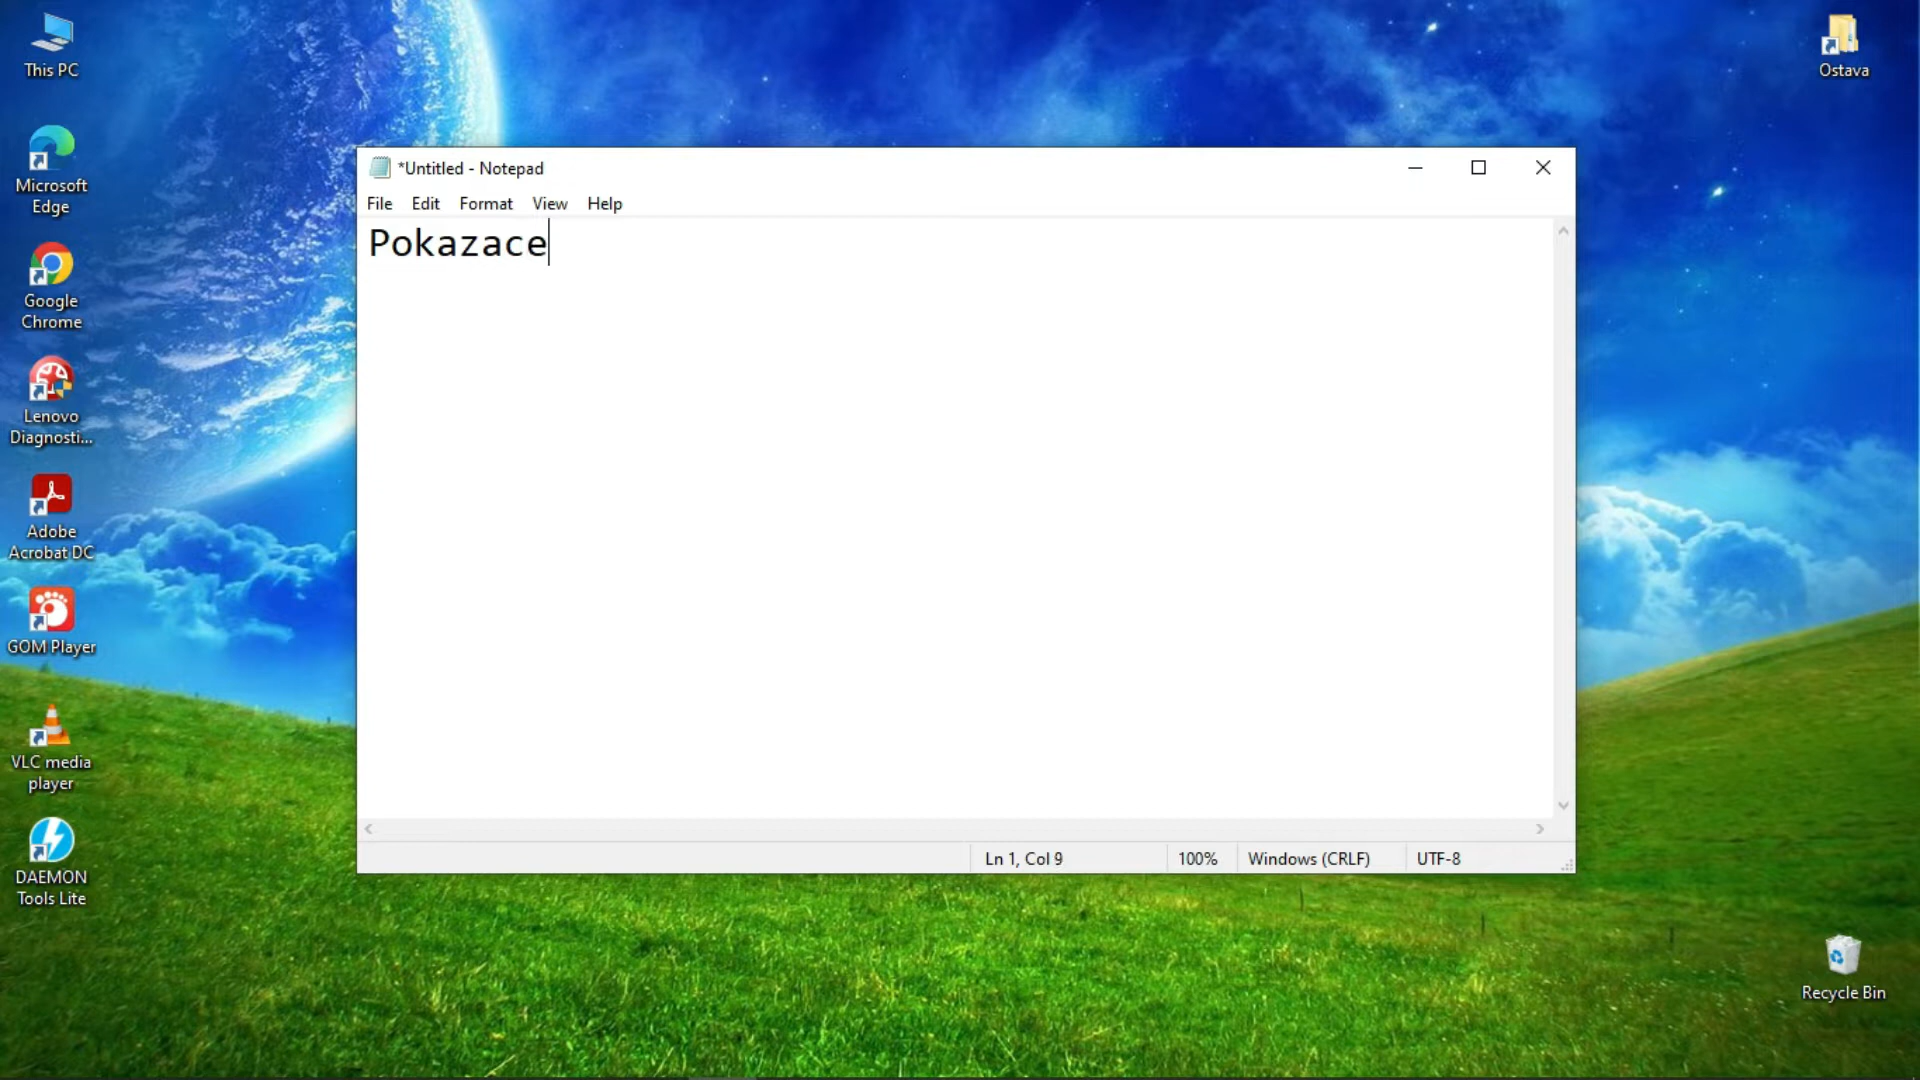 This PC
Ostava
Microsoft
Edge
Google
Chrome
Lenovo
Diagnosti...
Adobe
Acrobat DC
GOM Player
VLC media
player
DAEMON
Tools Lite
*Untitled - Notepad
File Edit Format View Help
Pokazace
Ln 1, Col 9 100% Windows (CRLF) UTF-8
Recycle Bin